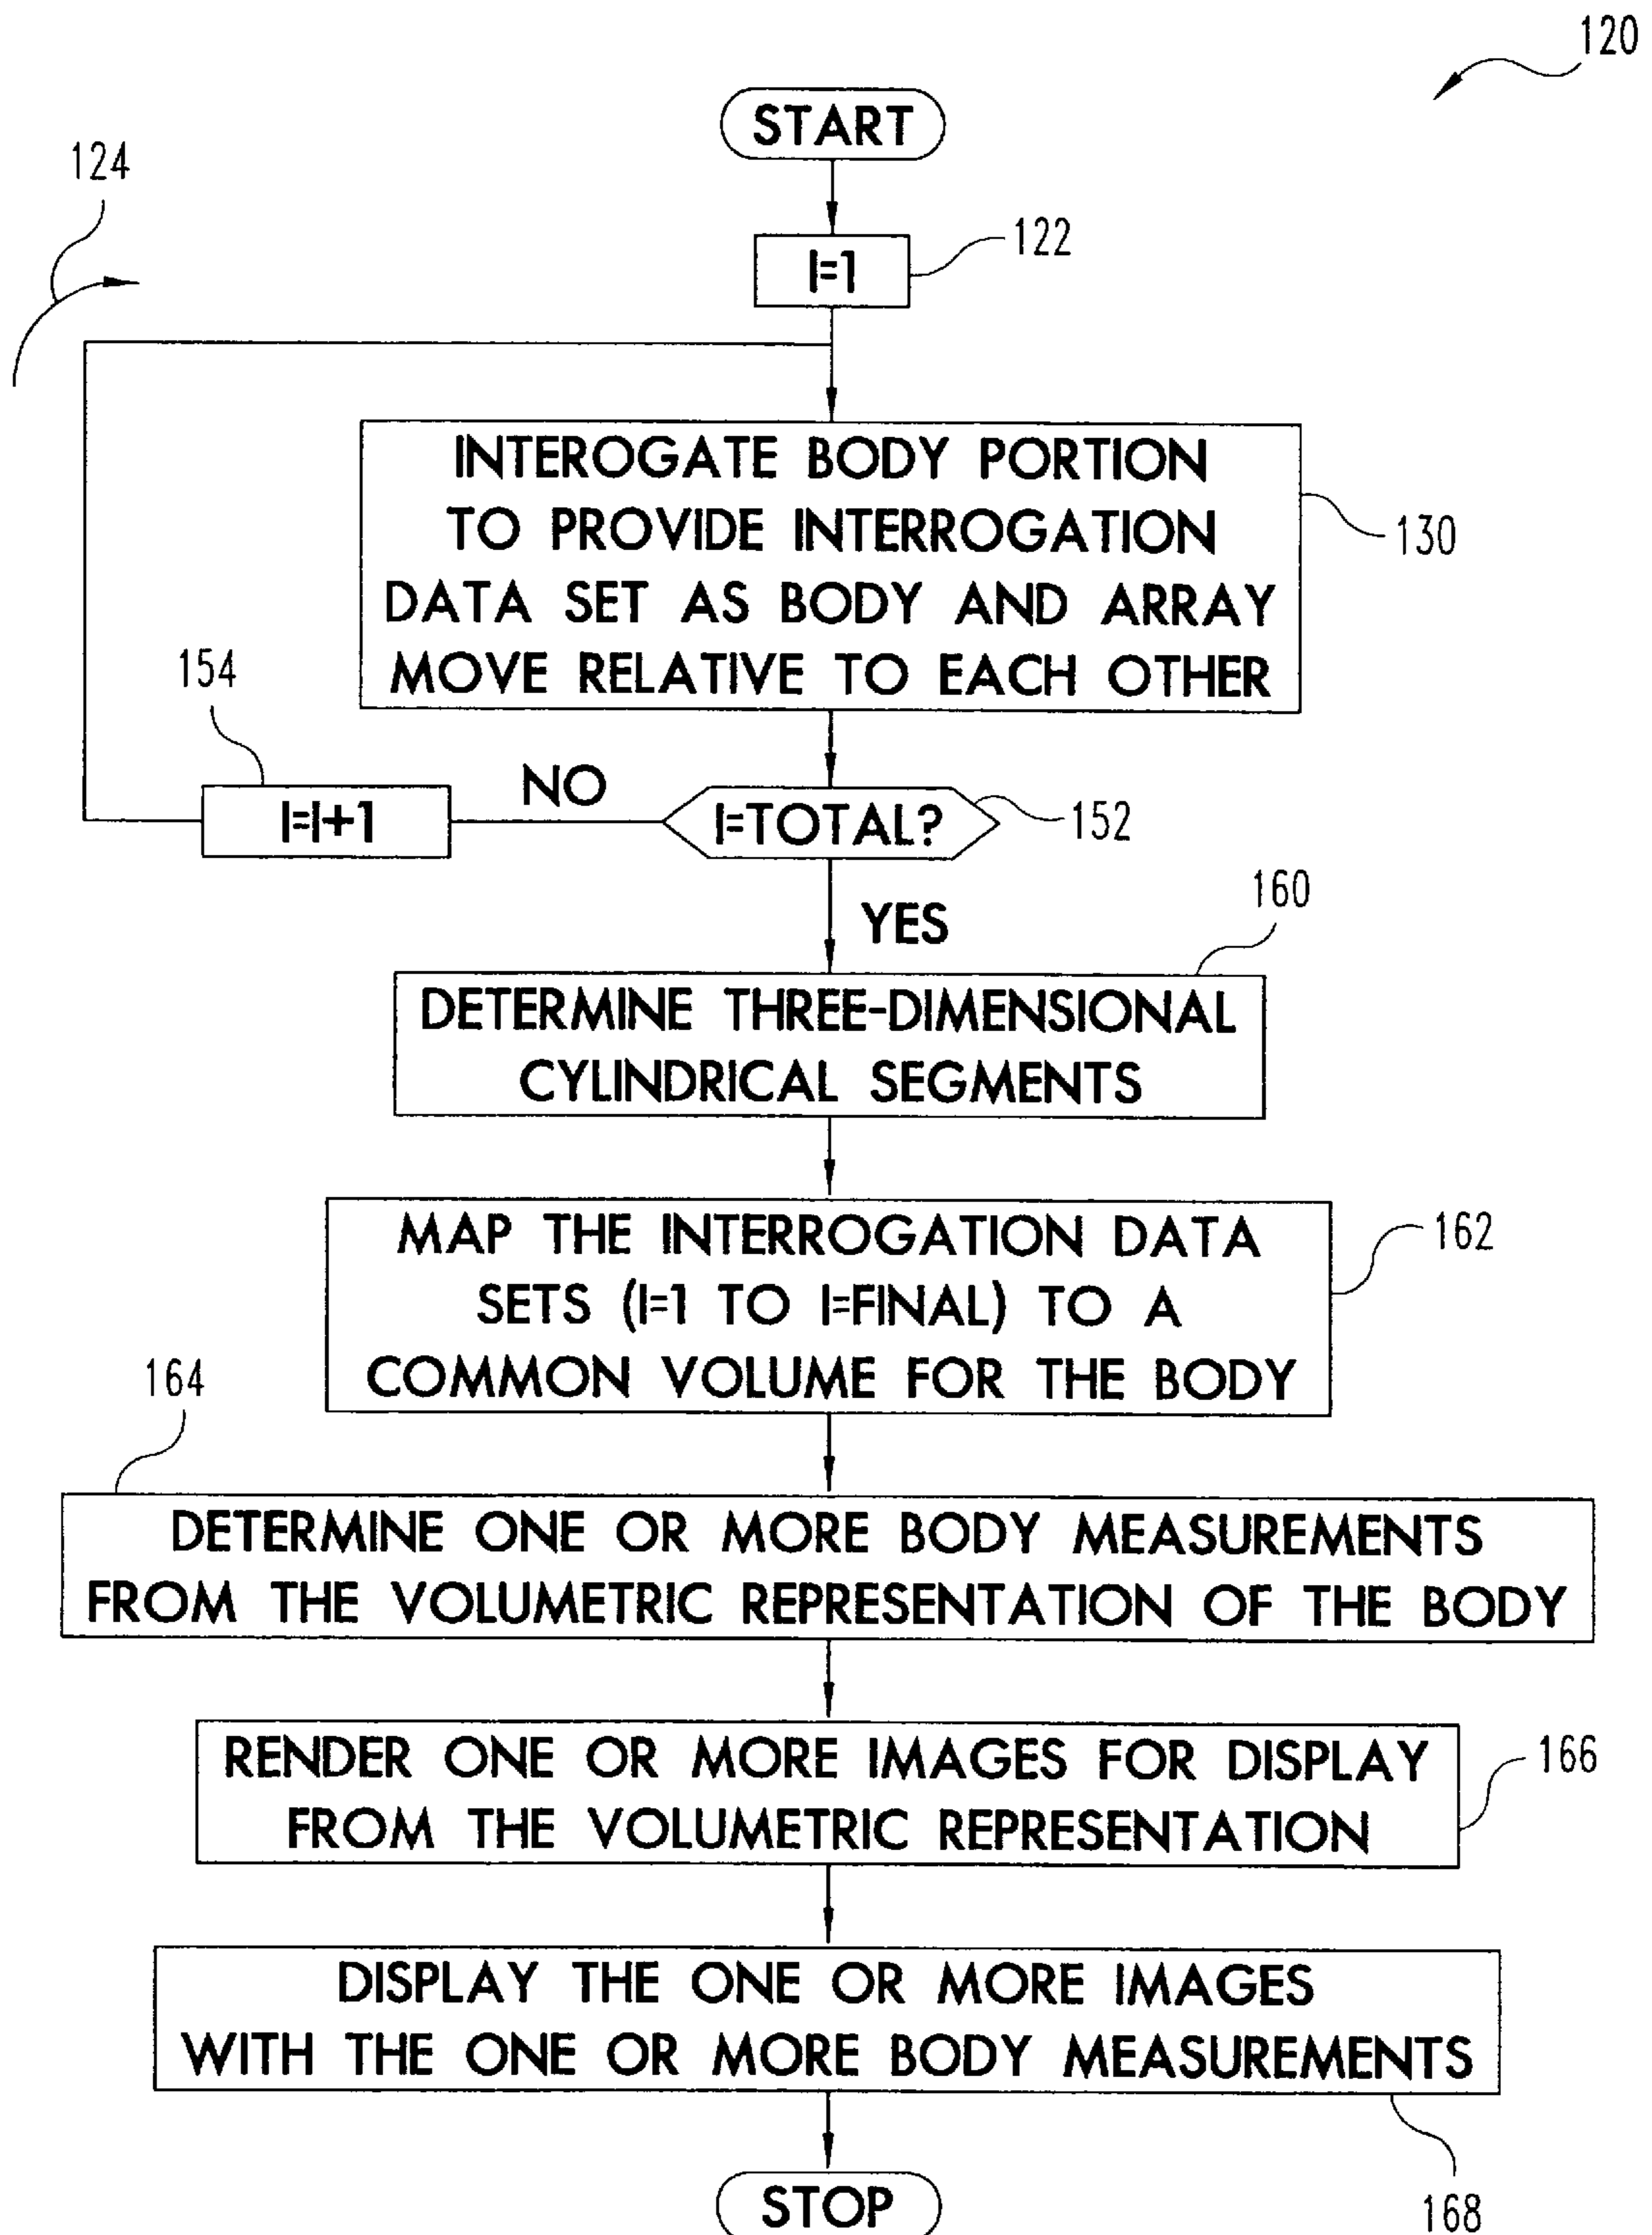 120
START
124
122
I=1
INTEROGATE BODY PORTION
TO PROVIDE INTERROGATION
DATA SET AS BODY AND ARRAY
MOVE RELATIVE TO EACH OTHER
130
154
I=I+1
NO
I=TOTAL?
152
YES
160
DETERMINE THREE-DIMENSIONAL
CYLINDRICAL SEGMENTS
MAP THE INTERROGATION DATA
SETS (I=1 TO I=FINAL) TO A
COMMON VOLUME FOR THE BODY
162
164
DETERMINE ONE OR MORE BODY MEASUREMENTS
FROM THE VOLUMETRIC REPRESENTATION OF THE BODY
RENDER ONE OR MORE IMAGES FOR DISPLAY
FROM THE VOLUMETRIC REPRESENTATION
166
DISPLAY THE ONE OR MORE IMAGES
WITH THE ONE OR MORE BODY MEASUREMENTS
168
STOP